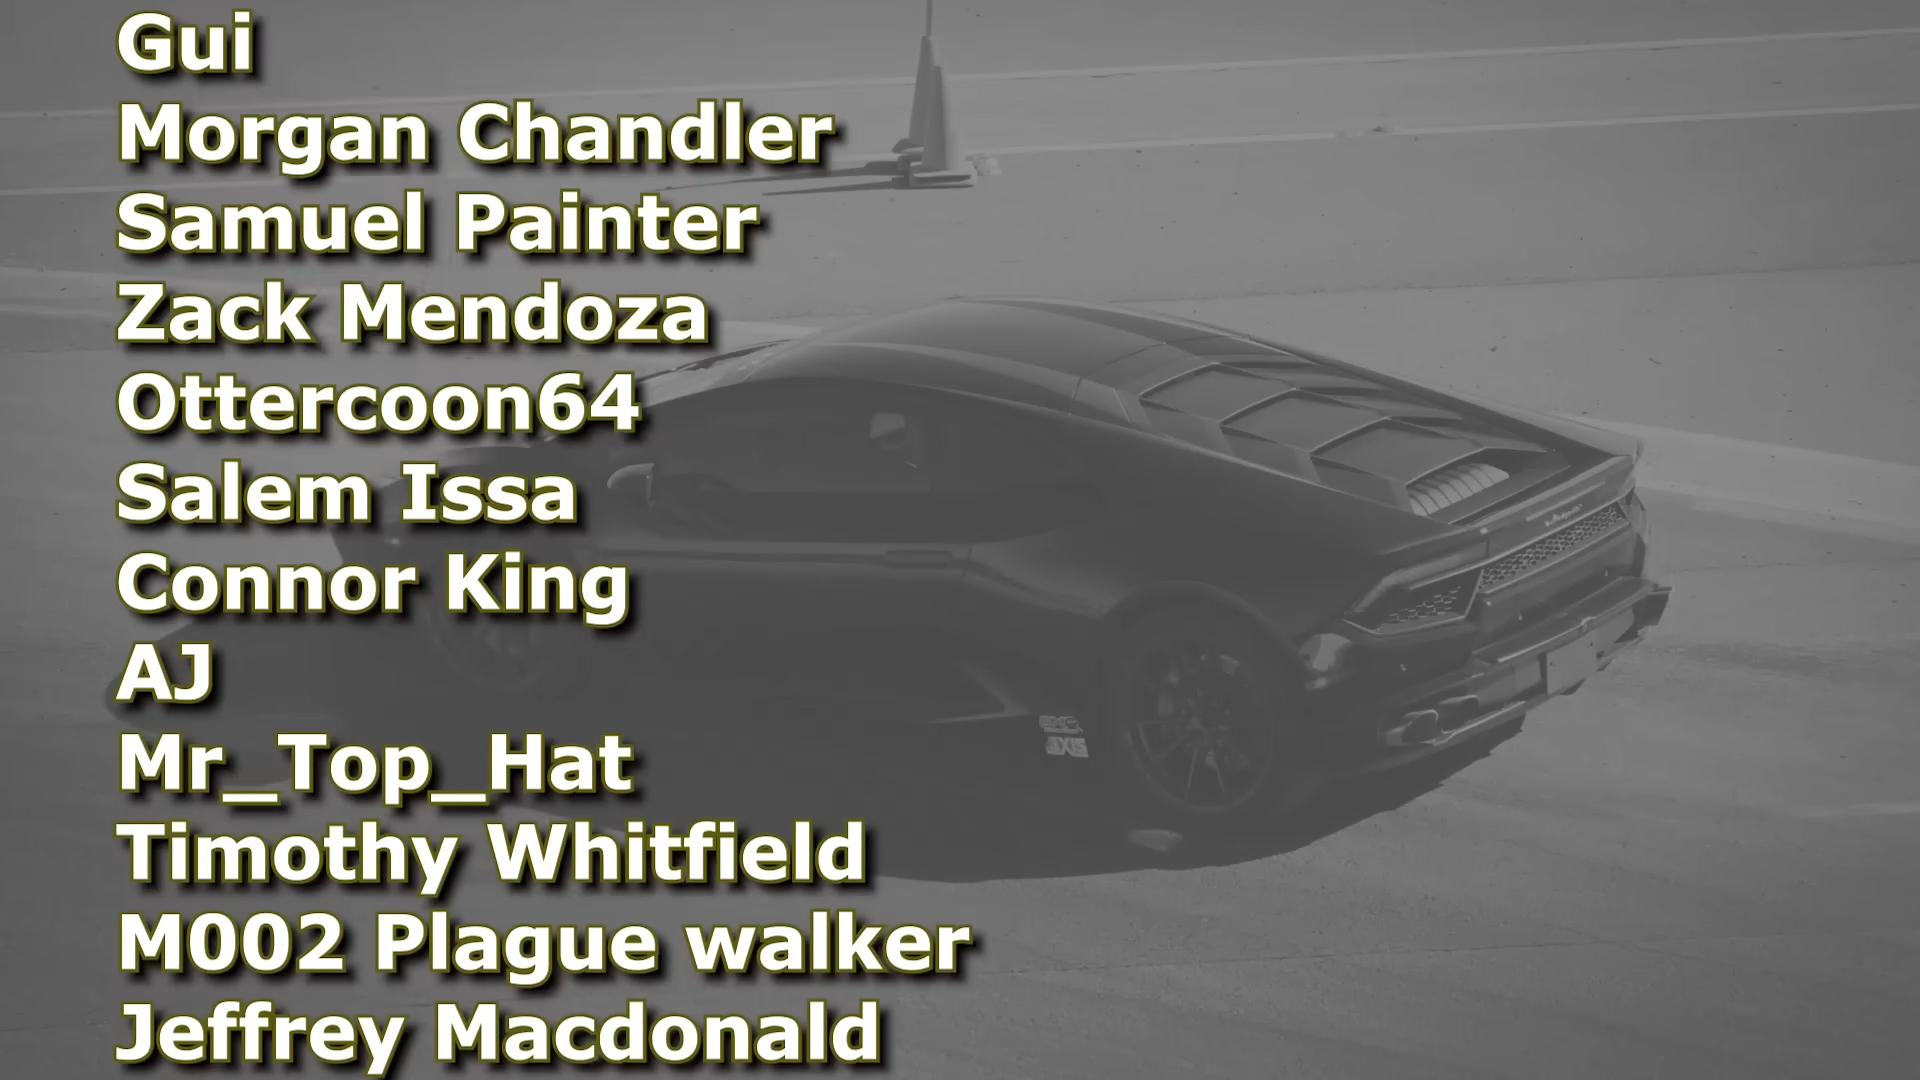 Gui
Morgan Chandler
Samuel Painter
Zack Mendoza
Ottercoon64
Salem Issa
Connor King
AJ
Mr_Top_Hat
Timothy Whitfield
M002 Plague walker
Jeffrey Macdonald